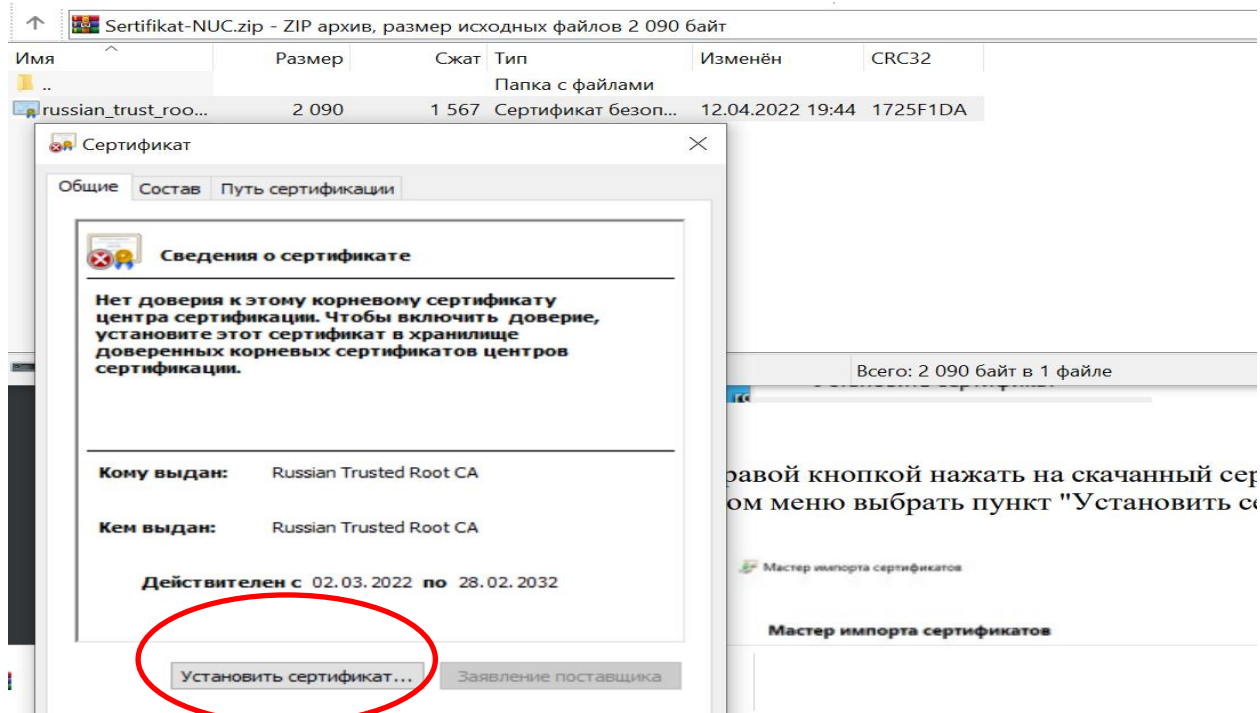 Sertifikat-NUC.zip - ZIP архив, размер исходных файлов 2 090 байт
Имя Размер Сжат Тип Изменён CRC32
.. Папка с файлами
russian_trust_roo... 2 090 1 567 Сертификат безоп... 12.04.2022 19:44 1725F1DA
Сертификат
Общие Состав Путь сертификации
Сведения о сертификате
Нет доверия к этому корневому сертификату
центра сертификации. Чтобы включить доверие,
установите этот сертификат в хранилище
доверенных корневых сертификатов центров
сертификации.
Кому выдан: Russian Trusted Root CA
Кем выдан: Russian Trusted Root CA
Действителен с 02.03.2022 по 28.02.2032
Установить сертификат... Заявление поставщика
Всего: 2 090 байт в 1 файле
равой кнопкой нажать на скачанный сер
ом меню выбрать пункт "Установить се
Мастер импорта сертификатов
Мастер импорта сертификатов